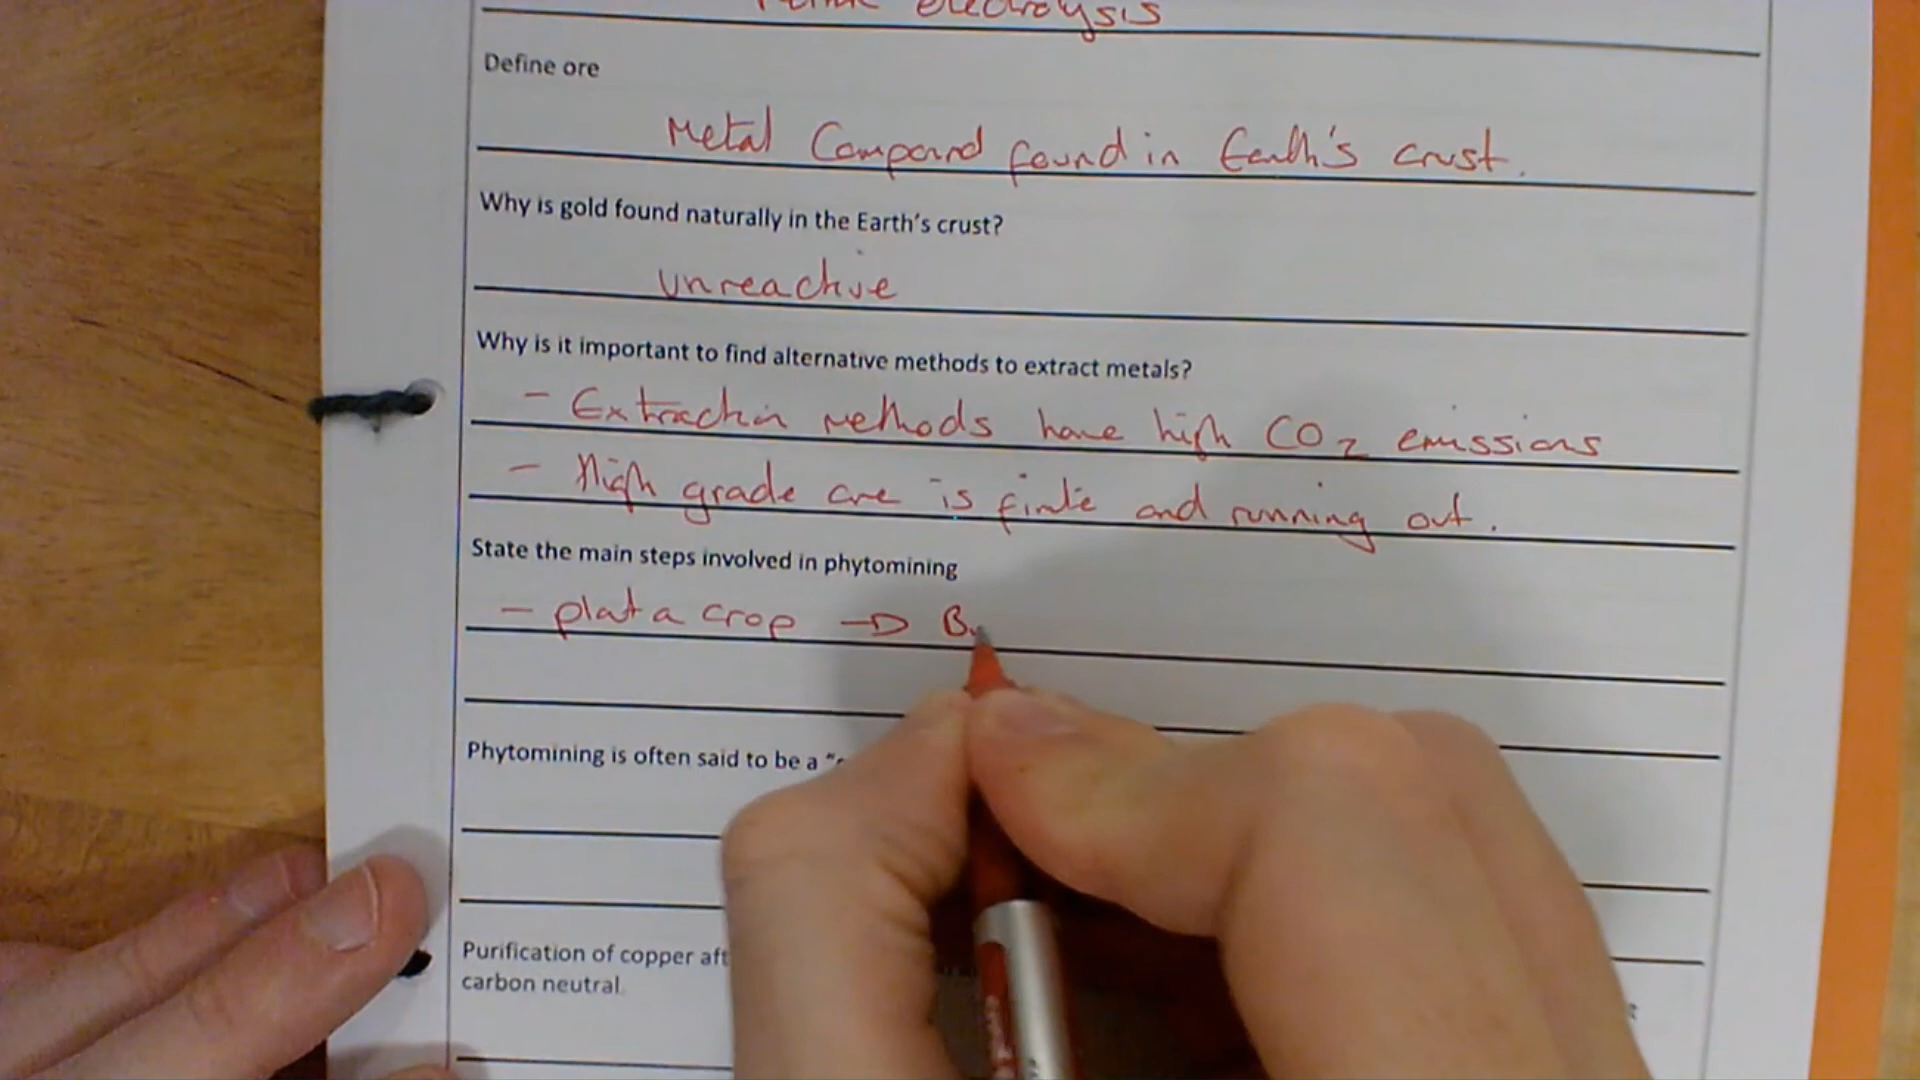 electrolysis
Define ore
Metal Compound found in Earth's crust.
Why is gold found naturally in the Earth's crust?
Unreactive
Why is it important to find alternative methods to extract metals?
- Extraction methods have high CO2 emissions
- High grade ore is finite and running out.
State the main steps involved in phytomining
- plat a crop → Bu
Phytomining is often said to be a "
Purification of copper aft
carbon neutral.